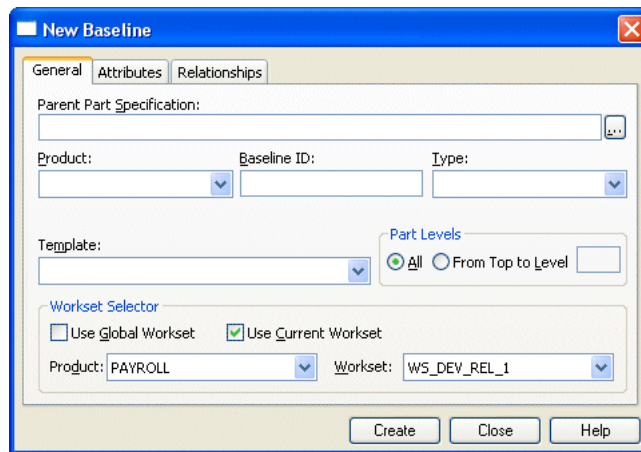 New Baseline
General Attributes Relationships
Parent Part Specification:
...
Product: Baseline ID: Type:
Template:
Part Levels
All From Top to Level
Workset Selector
Use Global Workset Use Current Workset
Product: PAYROLL Workset: WS_DEV_REL_1
Create Close Help